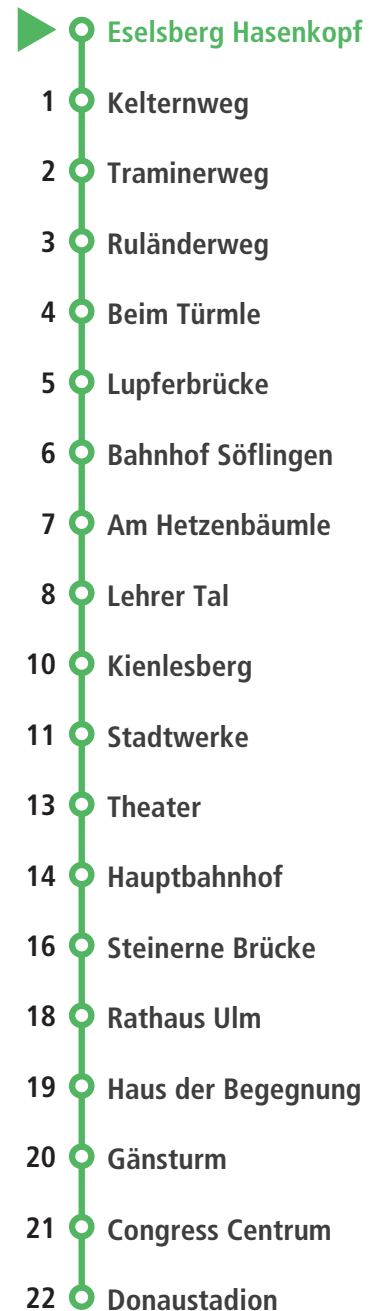 Eselsberg Hasenkopf
1 Kelternweg
2 Traminerweg
3 Ruländerweg
4 Beim Türmle
5 Lupferbrücke
6 Bahnhof Söflingen
7 Am Hetzenbäumle
8 Lehrer Tal
10 Kienlesberg
11 Stadtwerke
13 Theater
14 Hauptbahnhof
16 Steinerne Brücke
18 Rathaus Ulm
19 Haus der Begegnung
20 Gänsturm
21 Congress Centrum
22 Donaustadion